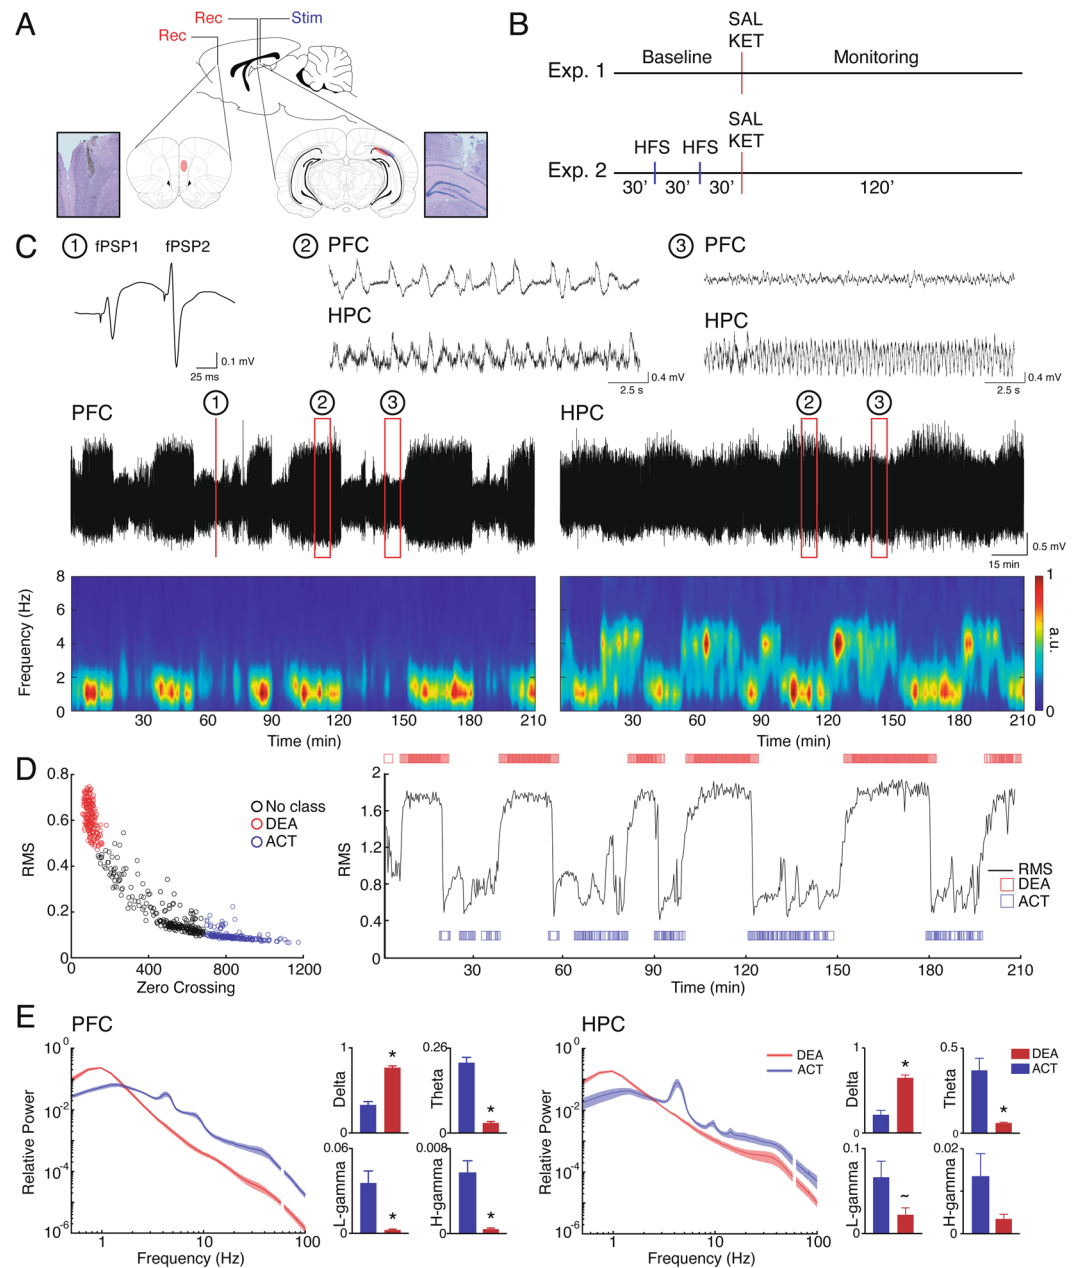 A
Rec
Stim
Rec
B
SAL
KET
Baseline
Monitoring
Exp. 1
SAL
KET
HFS
HFS
Exp. 2
30’
30’
30’
120’
C
1
fPSP1
fPSP2
0.1 mV
25 ms
2
PFC
HPC
0.4 mV
2.5 s
3
PFC
HPC
0.4 mV
2.5 s
PFC
1
2
3
HPC
2
3
0.5 mV
15 min
Frequency (Hz)
8
6
4
2
0
30
60
90
120
150
180
210
Time (min)
30
60
90
120
150
180
210
Time (min)
1
a.u
0
D
RMS
0.8
0.6
0.4
0.2
0
0
400
800
1200
Zero Crossing
No class
DEA
ACT
RMS
2
1.6
1.2
0.8
0.4
0
30
60
90
120
150
180
210
Time (min)
RMS
DEA
ACT
E
PFC
Relative Power
10^0
10^-2
10^-4
10^-6
1
10
100
Frequency (Hz)
Delta
1
0
*
Theta
0.26
0
*
L-gamma
0.06
0
*
H-gamma
0.008
0
*
HPC
Relative Power
10^0
10^-2
10^-4
10^-6
1
10
100
Frequency (Hz)
DEA
ACT
Delta
1
0
*
Theta
0.5
0
*
DEA
ACT
L-gamma
0.1
0
~
H-gamma
0.02
0